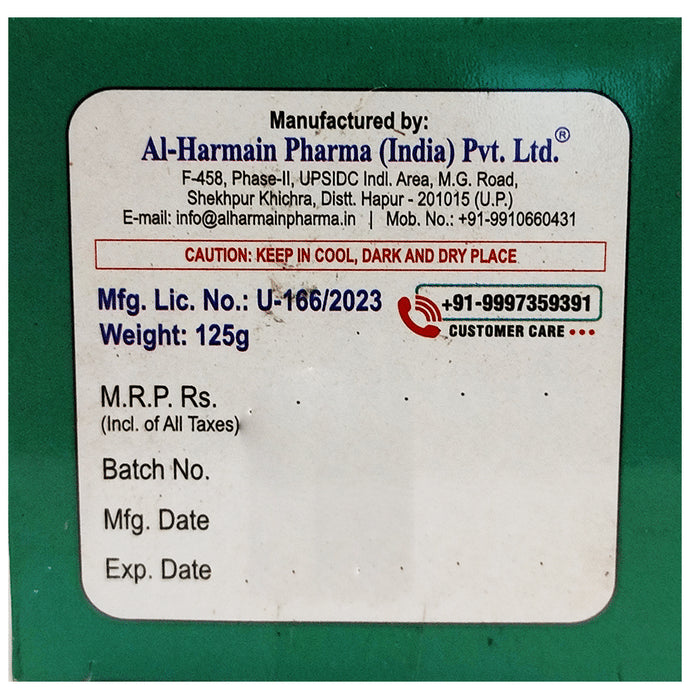 Manufactured by:
Al-Harmain Pharma (India) Pvt. Ltd.®
F-458, Phase-II, UPSIDC Indl. Area, M.G. Road,
Shekhpur Khichra, Distt. Hapur - 201015 (U.P.)
E-mail: info@alharmainpharma.in | Mob. No.: +91-9910660431
CAUTION: KEEP IN COOL, DARK AND DRY PLACE
Mfg. Lic. No.: U-166/2023
+91-9997359391
CUSTOMER CARE •••
Weight: 125g
M.R.P. Rs.
(Incl. of All Taxes)
Batch No.
Mfg. Date
Exp. Date